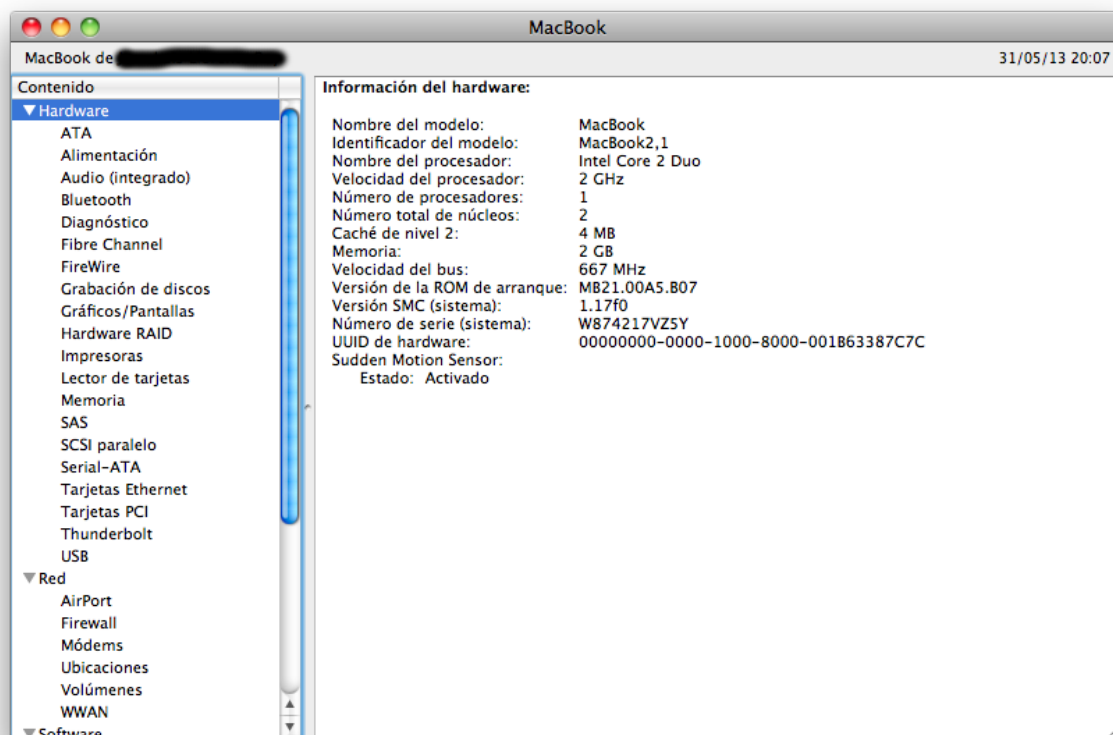 MacBook
MacBook de
31/05/13 20:07
Contenido
Hardware
ATA
Alimentación
Audio (integrado)
Bluetooth
Diagnóstico
Fibre Channel
FireWire
Grabación de discos
Gráficos/Pantallas
Hardware RAID
Impresoras
Lector de tarjetas
Memoria
SAS
SCSI paralelo
Serial-ATA
Tarjetas Ethernet
Tarjetas PCI
Thunderbolt
USB
Red
AirPort
Firewall
Módems
Ubicaciones
Volúmenes
WWAN
Software
Información del hardware:
Nombre del modelo: MacBook
Identificador del modelo: MacBook2,1
Nombre del procesador: Intel Core 2 Duo
Velocidad del procesador: 2 GHz
Número de procesadores: 1
Número total de núcleos: 2
Caché de nivel 2: 4 MB
Memoria: 2 GB
Velocidad del bus: 667 MHz
Versión de la ROM de arranque: MB21.00A5.B07
Versión SMC (sistema): 1.17f0
Número de serie (sistema): W874217VZ5Y
UUID de hardware: 00000000-0000-1000-8000-001B63387C7C
Sudden Motion Sensor:
Estado: Activado